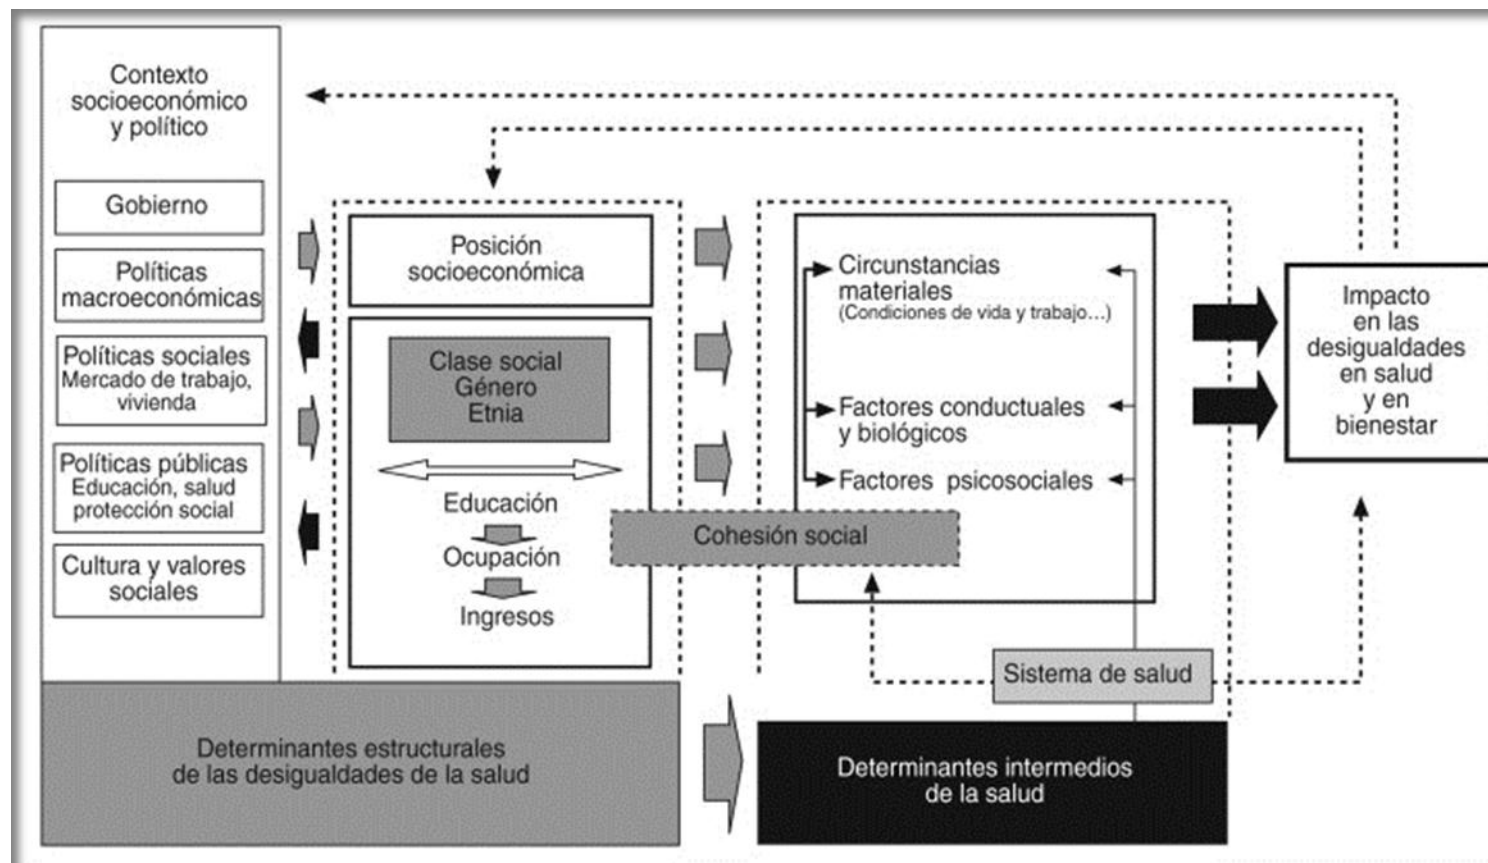 Contexto
socioeconómico
y político
Gobierno
Políticas
macroeconómicas
Políticas sociales
Mercado de trabajo,
vivienda
Políticas públicas
Educación, salud
protección social
Cultura y valores
sociales
Posición
socioeconómica
Clase social
Género
Etnia
Educación
Ocupación
Ingresos
Cohesión social
Circunstancias
materiales
(Condiciones de vida y trabajo...)
Factores conductuales
y biológicos
Factores psicosociales
Sistema de salud
Impacto
en las
desigualdades
en salud
y en
bienestar
Determinantes estructurales
de las desigualdades de la salud
Determinantes intermedios
de la salud